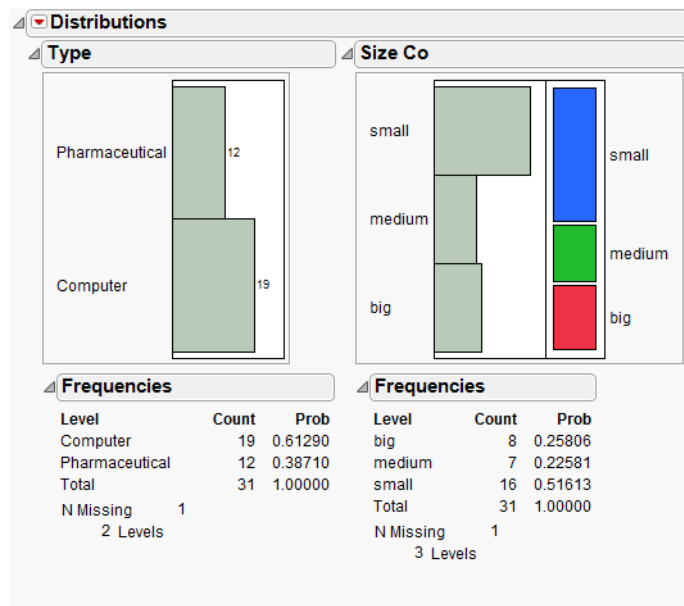 Distributions
Type
Pharmaceutical
12
Computer
19
Frequencies
Level Count Prob
Computer 19 0.61290
Pharmaceutical 12 0.38710
Total 31 1.00000
N Missing 1
2 Levels
Size Co
small
medium
big
small
medium
big
Frequencies
Level Count Prob
big 8 0.25806
medium 7 0.22581
small 16 0.51613
Total 31 1.00000
N Missing 1
3 Levels